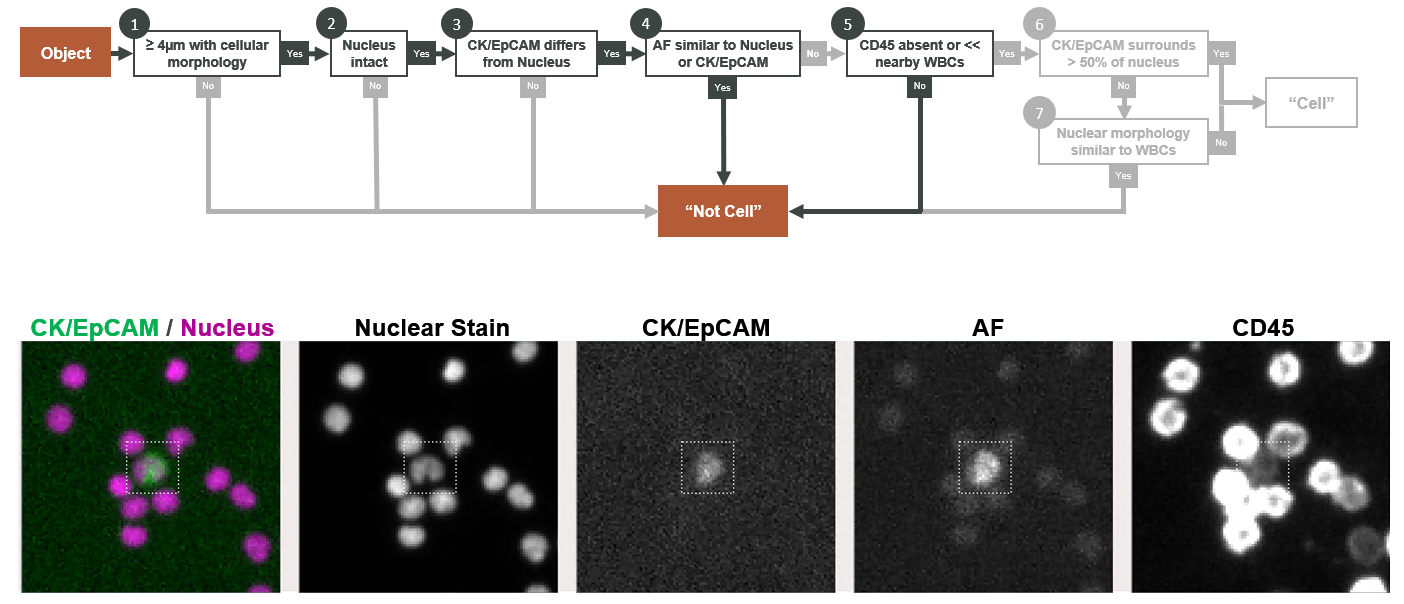 1
2
3
4
5
6
Object
≥ 4µm with cellular
morphology
Yes
No
Nucleus
intact
Yes
No
CK/EpCAM differs
from Nucleus
Yes
No
AF similar to Nucleus
or CK/EpCAM
No
Yes
CD45 absent or <<
nearby WBCs
Yes
No
CK/EpCAM surrounds
> 50% of nucleus
Yes
No
"Cell"
7
Nuclear morphology
similar to WBCs
No
Yes
“Not Cell”
CK/EpCAM / Nucleus
Nuclear Stain
CK/EpCAM
AF
CD45